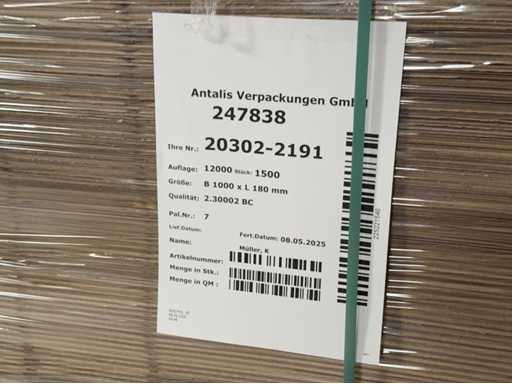 Antalis Verpackungen GmbH
247838
Ihre Nr.: 20302-2191
Auflage: 12000 Stück: 1500
Größe: B 1000 x L 180 mm
Qualität: 2.30002 BC
Pal.Nr.: 7
Lief.Datum: Fert.Datum: 08.05.2025
Name: Müller, K
Artikelnummer:
Menge in Stk.:
Menge in QM :